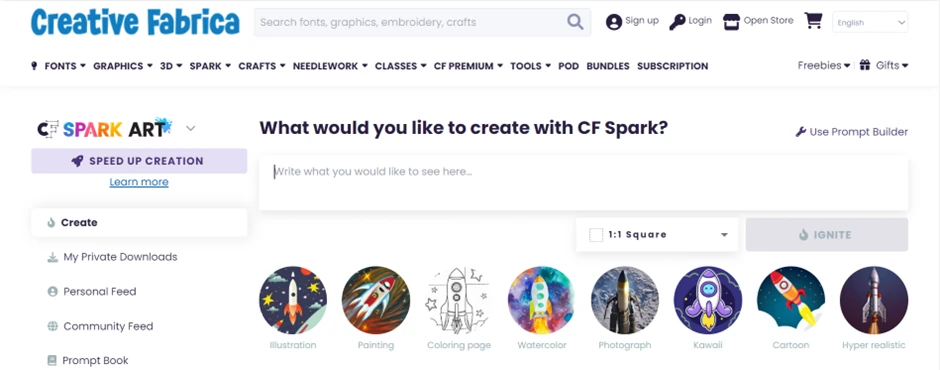 Creative Fabrica
Search fonts, graphics, embroidery, crafts
Sign up
Login
Open Store
English
FONTS GRAPHICS 3D SPARK CRAFTS NEEDLEWORK CLASSES CF PREMIUM TOOLS POD BUNDLES SUBSCRIPTION
Freebies Gifts
CF SPARK ART
SPEED UP CREATION
Learn more
Create
My Private Downloads
Personal Feed
Community Feed
Prompt Book
What would you like to create with CF Spark?
Use Prompt Builder
Write what you would like to see here...
1:1 Square
IGNITE
Illustration
Painting
Coloring page
Watercolor
Photograph
Kawaii
Cartoon
Hyper realistic